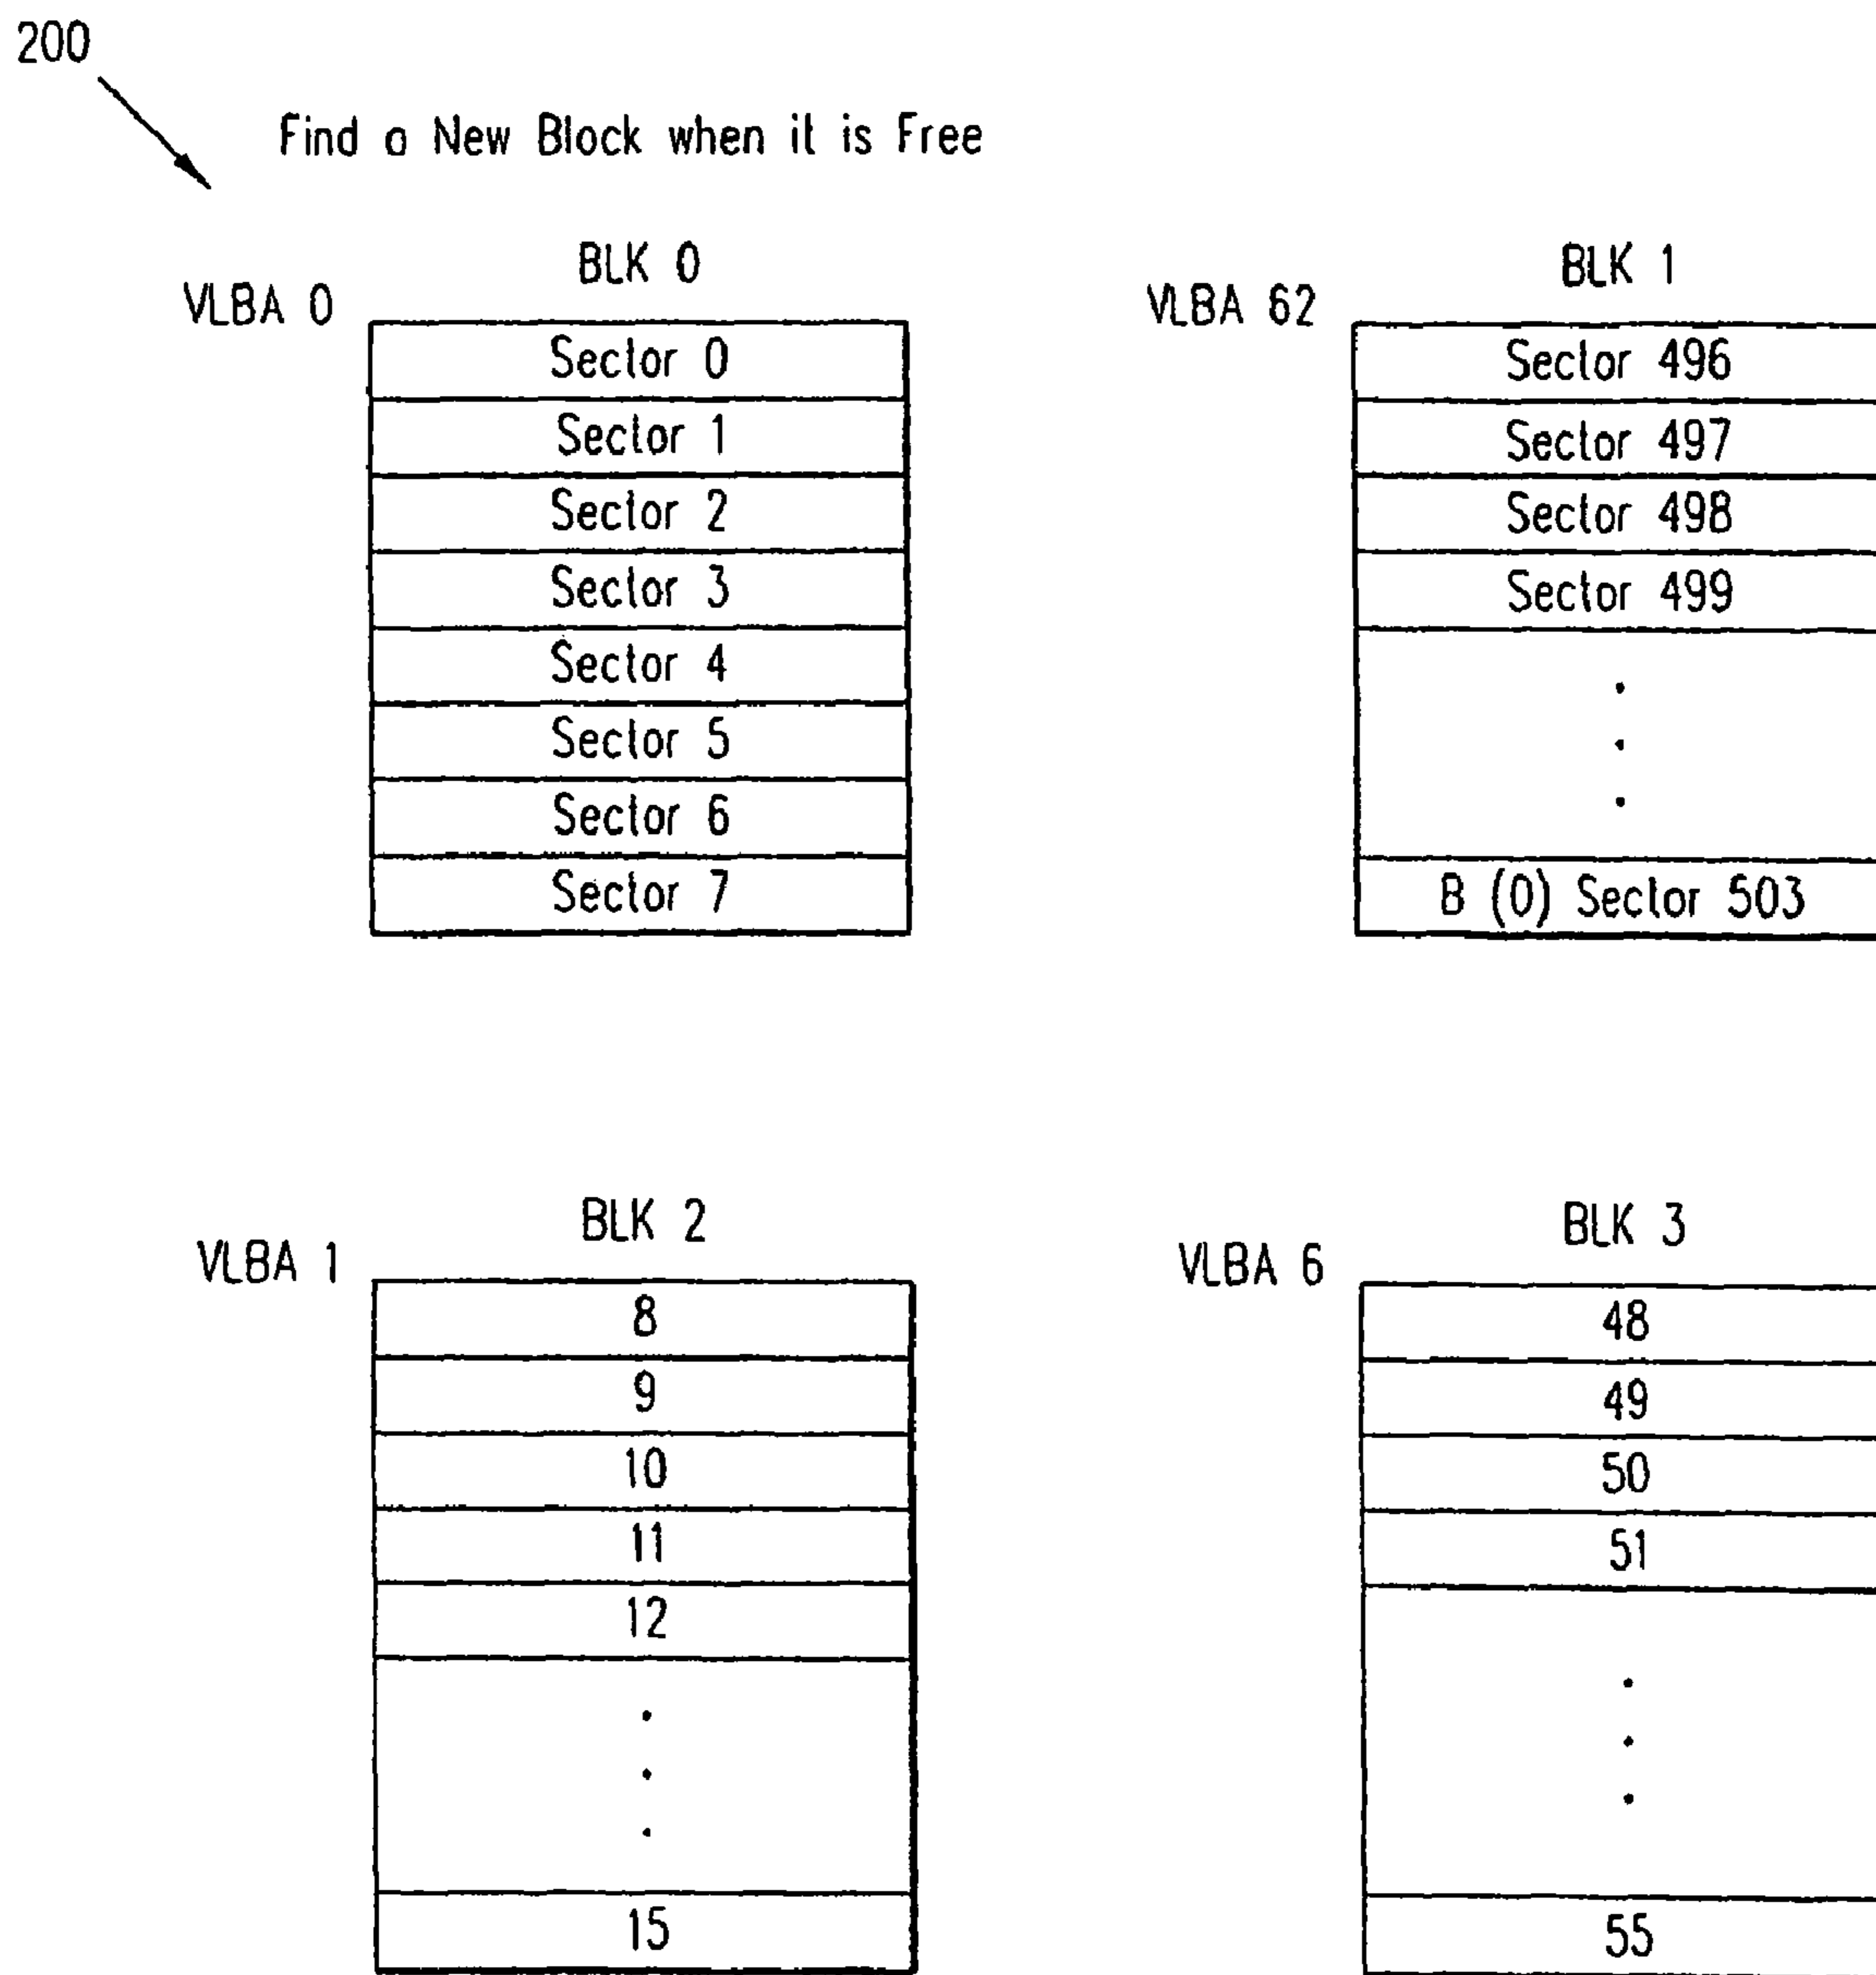 200
Find a New Block when it is Free
BLK 0
VLBA 0
Sector 0
Sector 1
Sector 2
Sector 3
Sector 4
Sector 5
Sector 6
Sector 7
BLK 1
VLBA 62
Sector 496
Sector 497
Sector 498
Sector 499
.
.
.
B (0) Sector 503
BLK 2
VLBA 1
8
9
10
11
12
.
.
.
15
BLK 3
VLBA 6
48
49
50
51
.
.
.
55